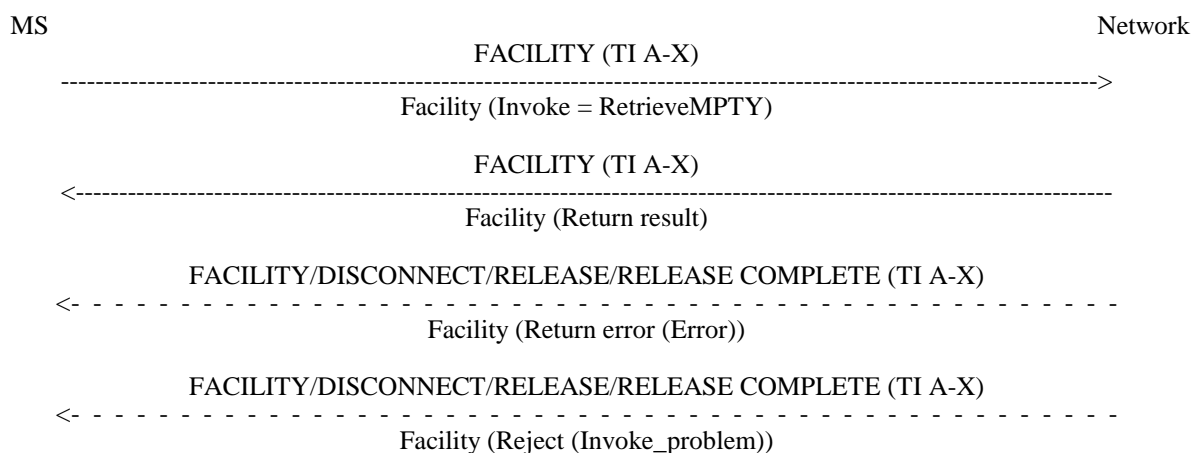 MS Network
FACILITY (TI A-X)
Facility (Invoke = RetrieveMPTY)
FACILITY (TI A-X)
Facility (Return result)
FACILITY/DISCONNECT/RELEASE/RELEASE COMPLETE (TI A-X)
Facility (Return error (Error))
FACILITY/DISCONNECT/RELEASE/RELEASE COMPLETE (TI A-X)
Facility (Reject (Invoke_problem))